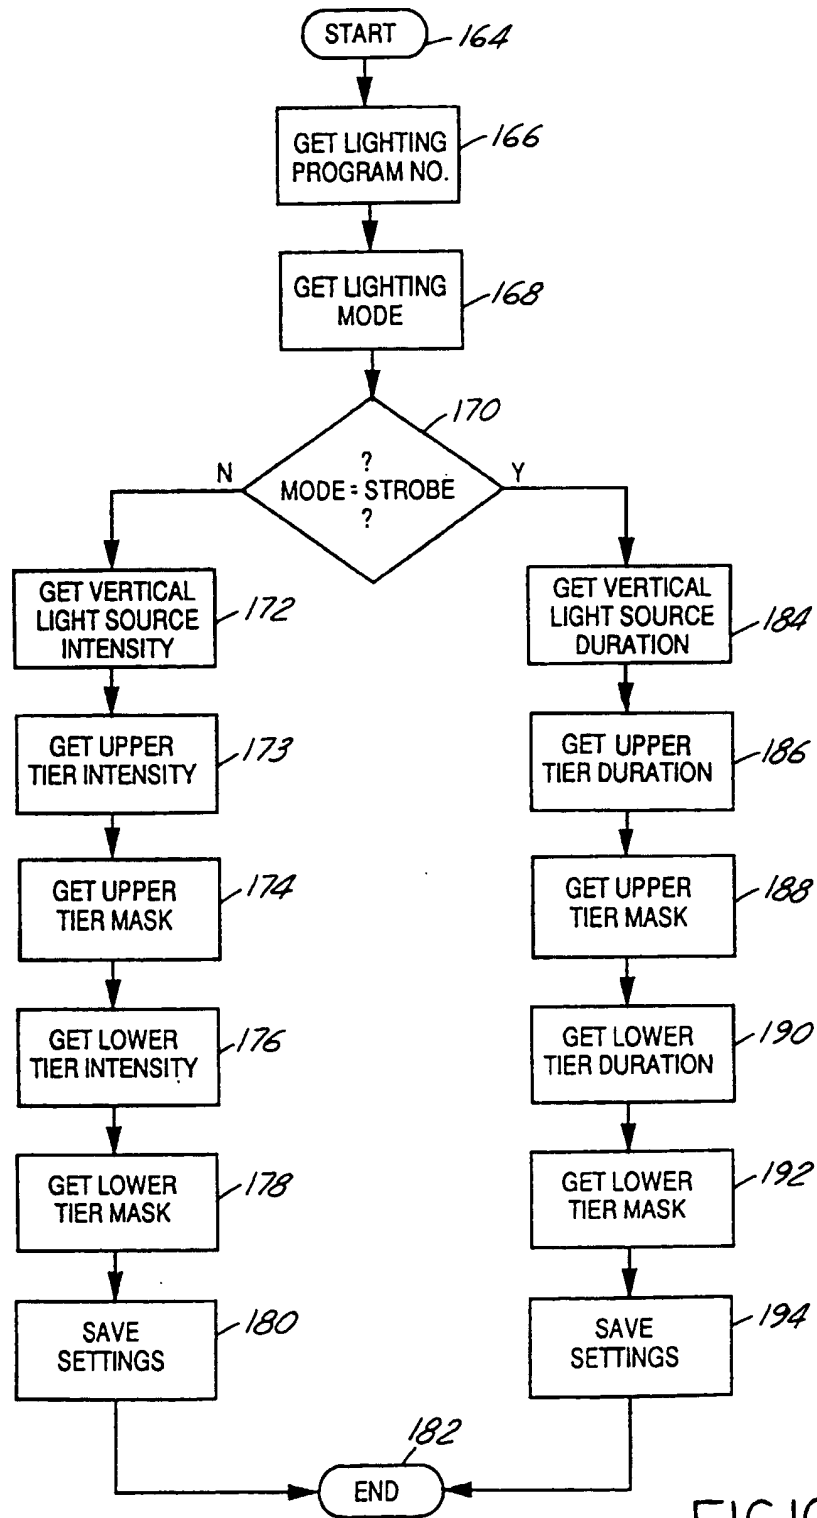 START
164
GET LIGHTING
PROGRAM NO.
166
GET LIGHTING
MODE
168
170
?
MODE = STROBE
?
N
Y
GET VERTICAL
LIGHT SOURCE
INTENSITY
172
GET VERTICAL
LIGHT SOURCE
DURATION
184
GET UPPER
TIER INTENSITY
173
GET UPPER
TIER DURATION
186
GET UPPER
TIER MASK
174
GET UPPER
TIER MASK
188
GET LOWER
TIER INTENSITY
176
GET LOWER
TIER DURATION
190
GET LOWER
TIER MASK
178
GET LOWER
TIER MASK
192
SAVE
SETTINGS
180
SAVE
SETTINGS
194
182
END